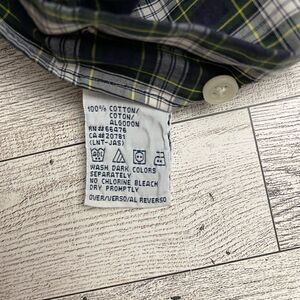 100% COTTON/
COTON/
ALGODON
RN#66476
CA#20781
(LNT-JAS)
WASH DARK COLORS
SEPARATELY
NO CHLORINE BLEACH
DRY PROMPTLY
OVER/VERSO/AL REVERSO